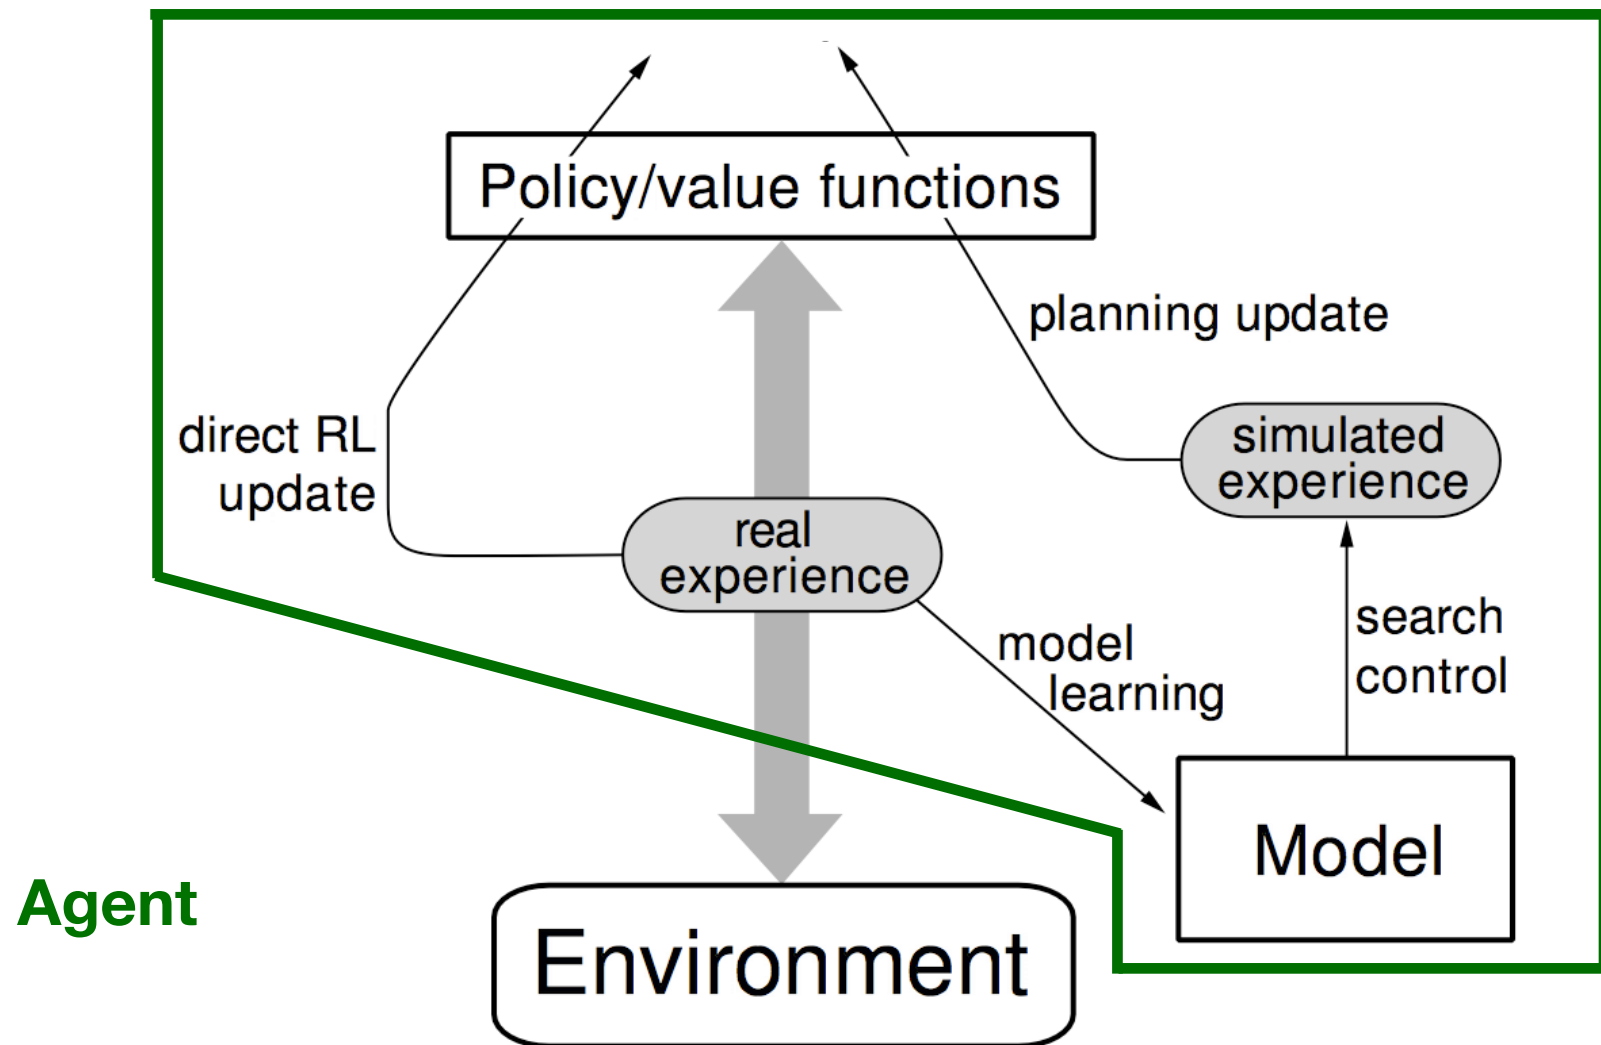 Policy/value functions
planning update
direct RL
update
simulated
experience
real
experience
model
learning
search
control
Model
Agent
Environment